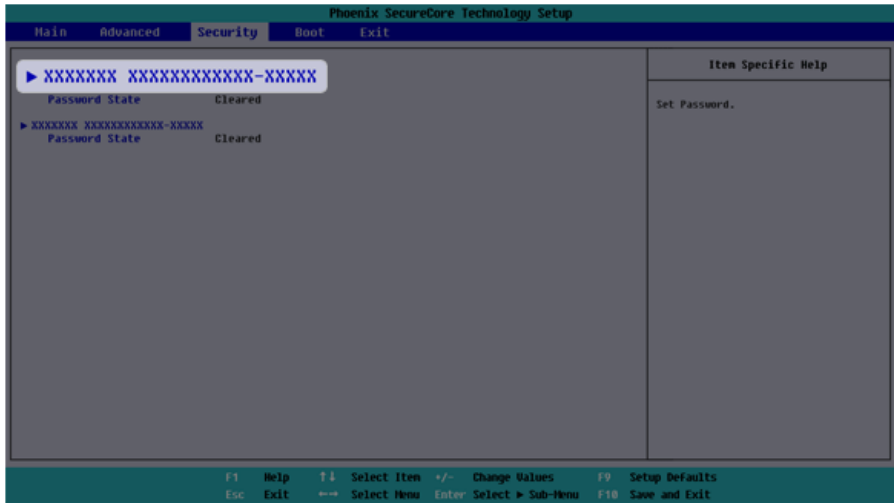 Phoenix SecureCore Technology Setup
Main Advanced Security Boot Exit
Item Specific Help
▶ XXXXXXX XXXXXXXXXXXX-XXXXX
Password State Cleared
Set Password.
▶ XXXXXXX XXXXXXXXXXXX-XXXXX
Password State Cleared
F1 Help ↑↓ Select Item +/- Change Values F9 Setup Defaults
Esc Exit ←→ Select Menu Enter Select ▶ Sub-Menu F10 Save and Exit